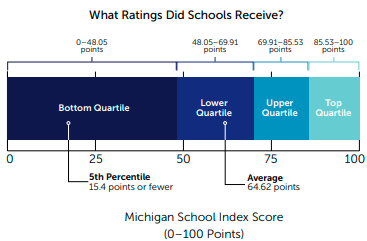 What Ratings Did Schools Receive?
0–48.05 points
48.05–69.91 points
69.91–85.53 points
85.53–100 points
Bottom Quartile
Lower Quartile
Upper Quartile
Top Quartile
0 25 50 75 100
5th Percentile
15.4 points or fewer
Average
64.62 points
Michigan School Index Score
(0–100 Points)